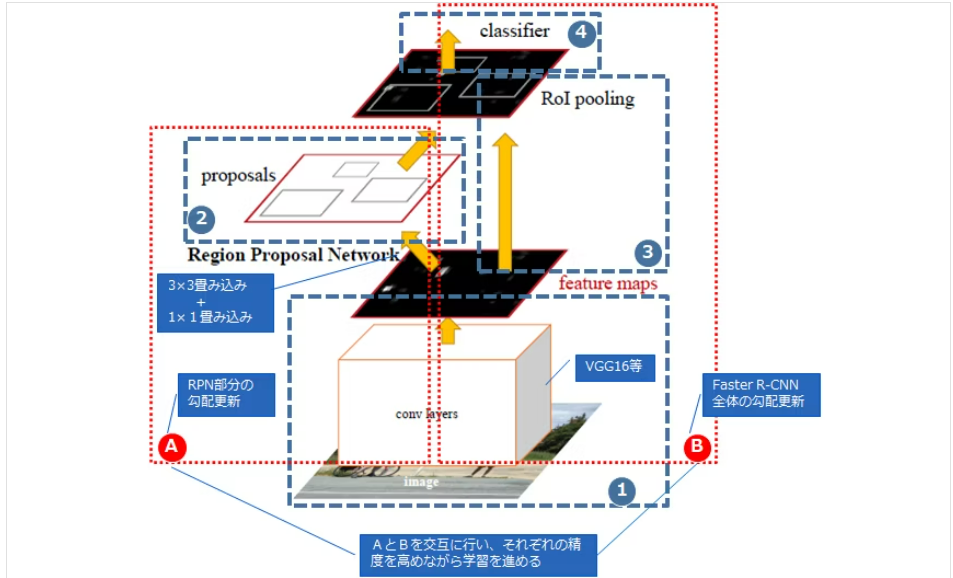 classifier
4
RoI pooling
proposals
2
Region Proposal Network
3
3×3畳み込み
+
1×１畳み込み
feature maps
VGG16等
RPN部分の
勾配更新
conv layers
Faster R-CNN
全体の勾配更新
A
B
image
1
ＡとＢを交互に行い、それぞれの精
度を高めながら学習を進める